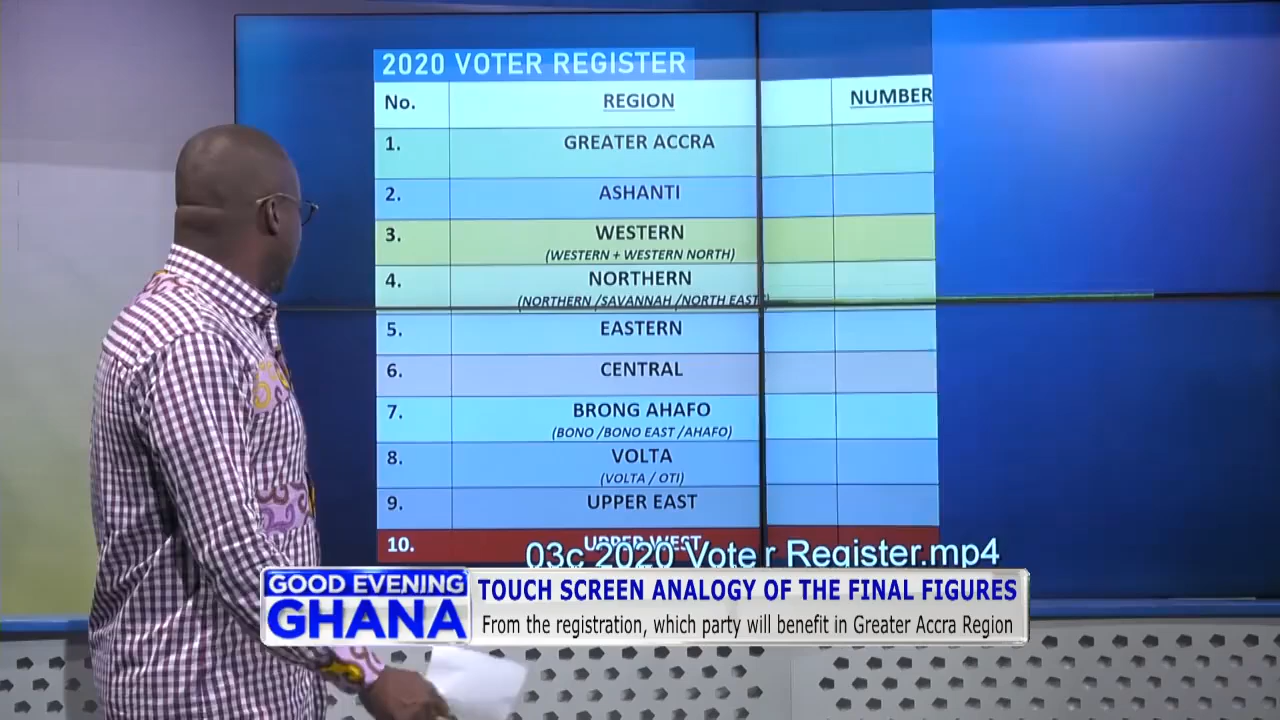 2020 VOTER REGISTER
No. REGION NUMBER
1. GREATER ACCRA
2. ASHANTI
3. WESTERN
(WESTERN + WESTERN NORTH)
4. NORTHERN
(NORTHERN /SAVANNAH /NORTH EAST)
5. EASTERN
6. CENTRAL
7. BRONG AHAFO
(BONO /BONO EAST /AHAFO)
8. VOLTA
(VOLTA / OTI)
9. UPPER EAST
10. UPPER WEST
03c 2020 Voter Register.mp4
GOOD EVENING
GHANA
TOUCH SCREEN ANALOGY OF THE FINAL FIGURES
From the registration, which party will benefit in Greater Accra Region